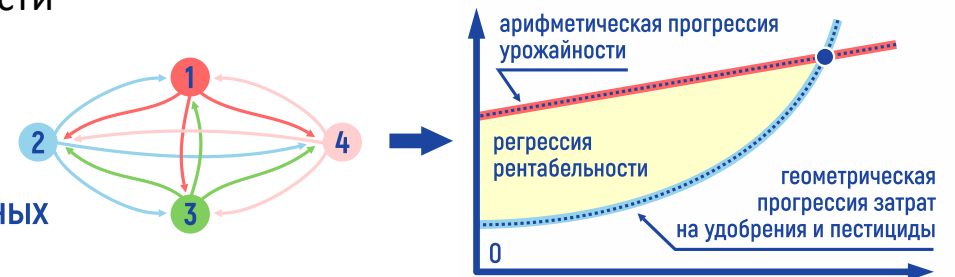 сти
1
2
4
3
ных
арифметическая прогрессия
урожайности
регрессия
рентабельности
геометрическая
прогрессия затрат
на удобрения и пестициды
0